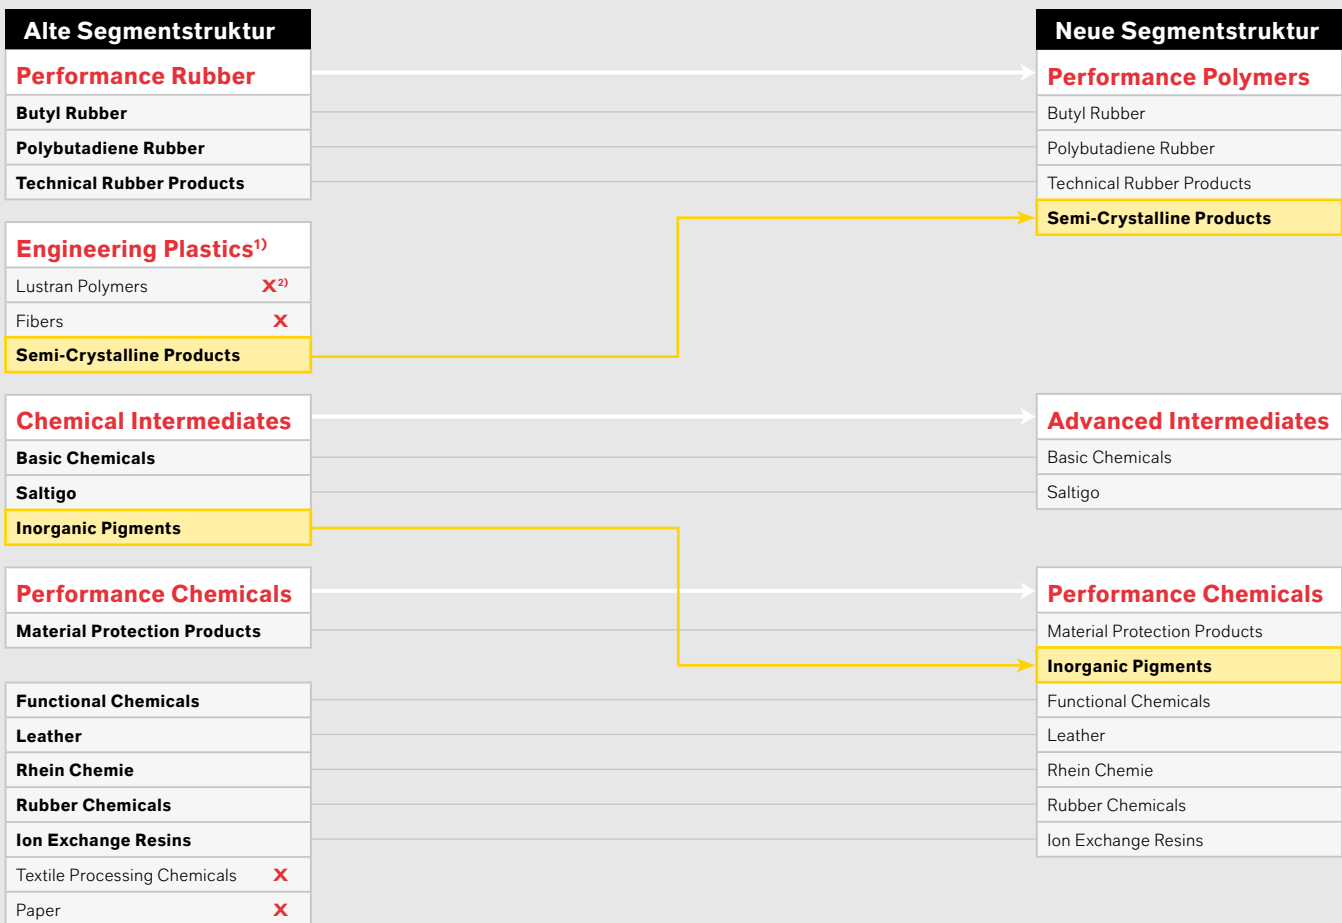 Alte Segmentstruktur
Performance Rubber
Butyl Rubber
Polybutadiene Rubber
Technical Rubber Products
Engineering Plastics¹⁾
Lustran Polymers X²⁾
Fibers X
Semi-Crystalline Products
Chemical Intermediates
Basic Chemicals
Saltigo
Inorganic Pigments
Performance Chemicals
Material Protection Products
Functional Chemicals
Leather
Rhein Chemie
Rubber Chemicals
Ion Exchange Resins
Textile Processing Chemicals X
Paper X
Neue Segmentstruktur
Performance Polymers
Butyl Rubber
Polybutadiene Rubber
Technical Rubber Products
Semi-Crystalline Products
Advanced Intermediates
Basic Chemicals
Saltigo
Performance Chemicals
Material Protection Products
Inorganic Pigments
Functional Chemicals
Leather
Rhein Chemie
Rubber Chemicals
Ion Exchange Resins